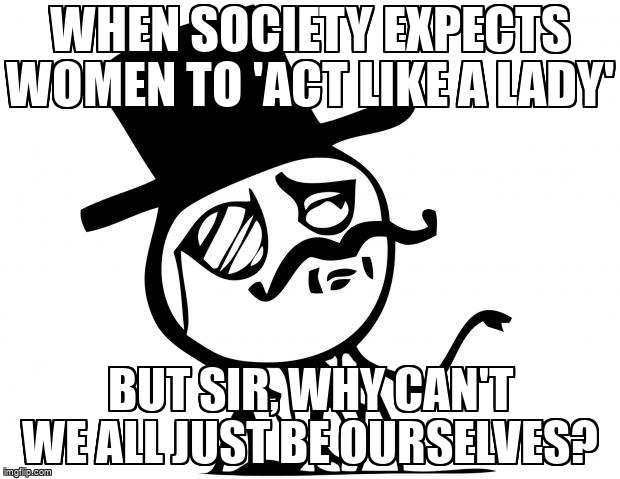 WHEN SOCIETY EXPECTS
WOMEN TO 'ACT LIKE A LADY'
BUT SIR, WHY CAN'T
WE ALL JUST BE OURSELVES?
imgflip.com